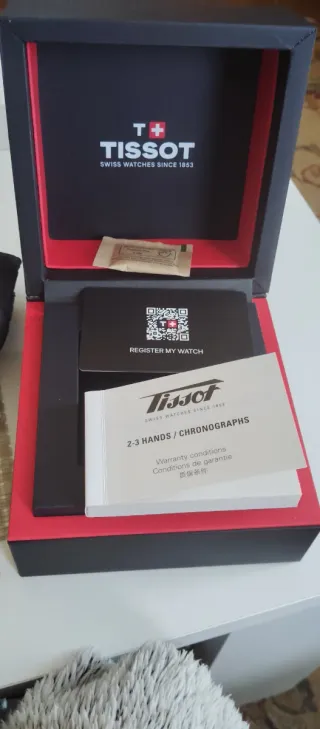 T+
TISSOT
SWISS WATCHES SINCE 1853
REGISTER MY WATCH
Tissot
SWISS WATCHES SINCE 1853
2-3 HANDS / CHRONOGRAPHS
Warranty conditions
Conditions de garantie